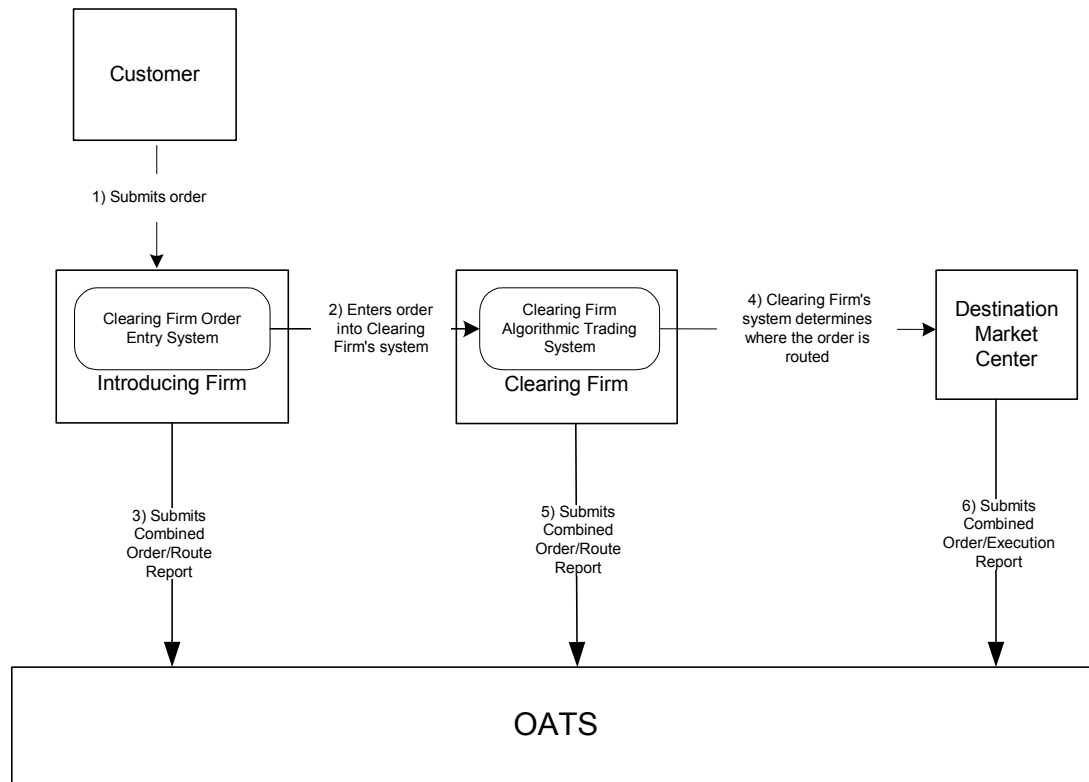 Customer
1) Submits order
Clearing Firm Order
Entry System
Introducing Firm
2) Enters order
into Clearing
Firm's system
Clearing Firm
Algorithmic Trading
System
Clearing Firm
4) Clearing Firm's
system determines
where the order is
routed
Destination
Market
Center
3) Submits
Combined
Order/Route
Report
5) Submits
Combined
Order/Route
Report
6) Submits
Combined
Order/Execution
Report
OATS